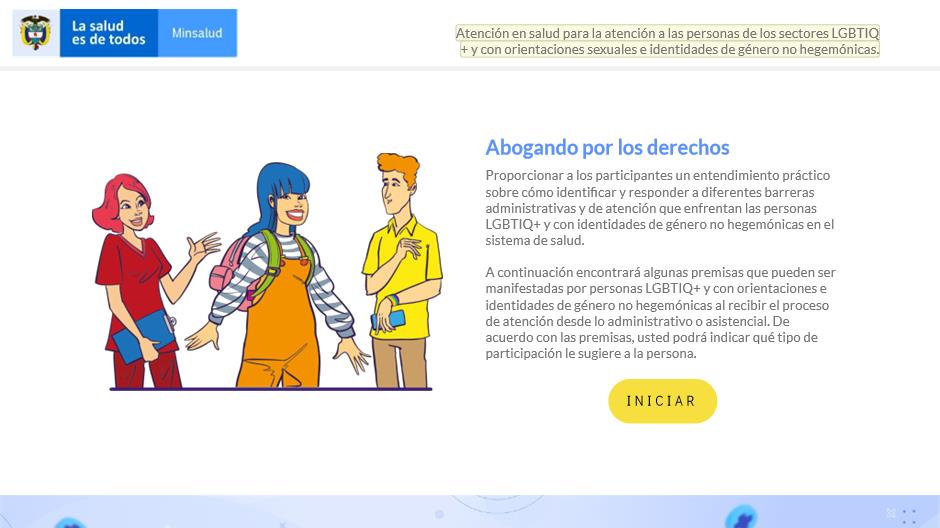 La salud
es de todos
Minsalud
Atención en salud para la atención a las personas de los sectores LGBTIQ
+ y con orientaciones sexuales e identidades de género no hegemónicas.
Abogando por los derechos
Proporcionar a los participantes un entendimiento práctico
sobre cómo identificar y responder a diferentes barreras
administrativas y de atención que enfrentan las personas
LGBTIQ+ y con identidades de género no hegemónicas en el
sistema de salud.
A continuación encontrará algunas premisas que pueden ser
manifestadas por personas LGBTIQ+ y con orientaciones e
identidades de género no hegemónicas al recibir el proceso
de atención desde lo administrativo o asistencial. De
acuerdo con las premisas, usted podrá indicar qué tipo de
participación le sugiere a la persona.
INICIAR